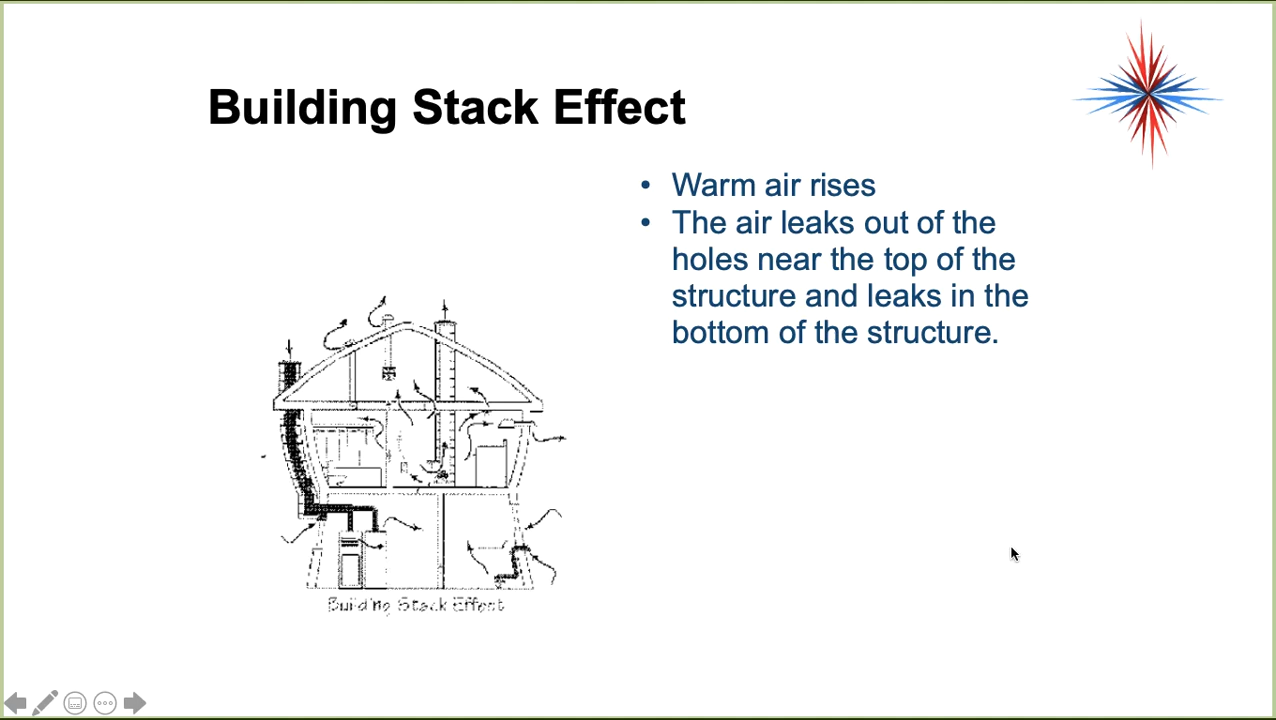 Building Stack Effect
• Warm air rises
• The air leaks out of the
holes near the top of the
structure and leaks in the
bottom of the structure.
Building Stack Effect